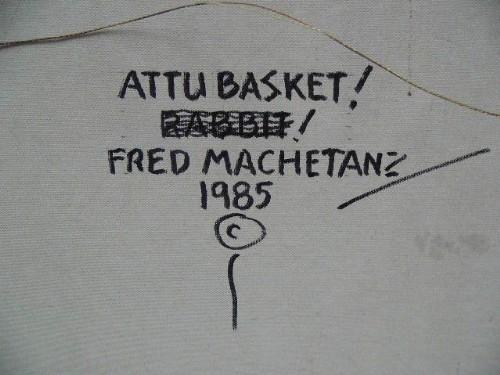 ATTU BASKET!
RABBIT!
FRED MACHETANZ
1985
©